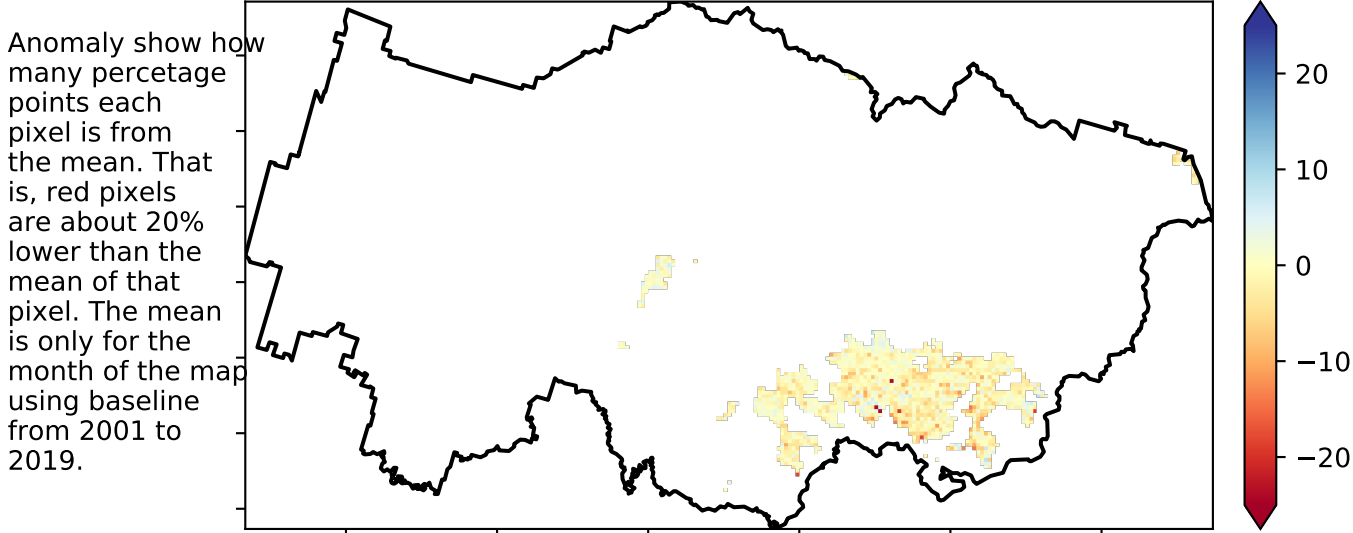 Anomaly show how
many percetage
points each
pixel is from
the mean. That
is, red pixels
are about 20%
lower than the
mean of that
pixel. The mean
is only for the
month of the map
using baseline
from 2001 to
2019.
20
10
0
−10
−20